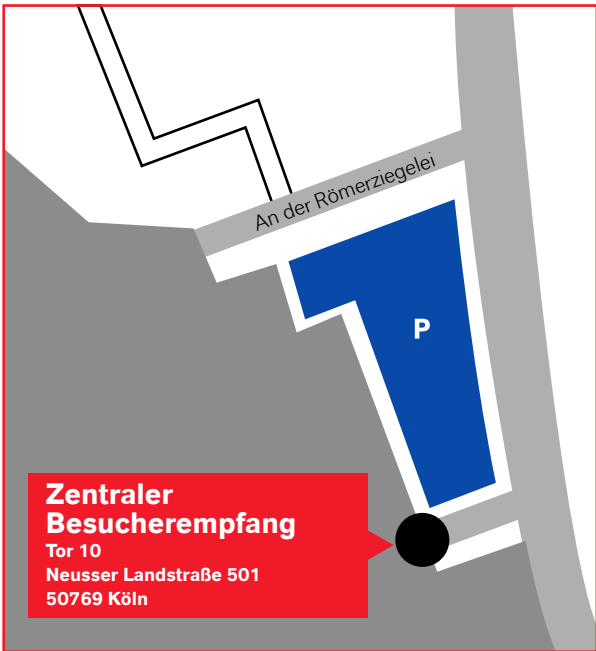 An der Römerziegelei
P
Zentraler
Besucherempfang
Tor 10
Neusser Landstraße 501
50769 Köln